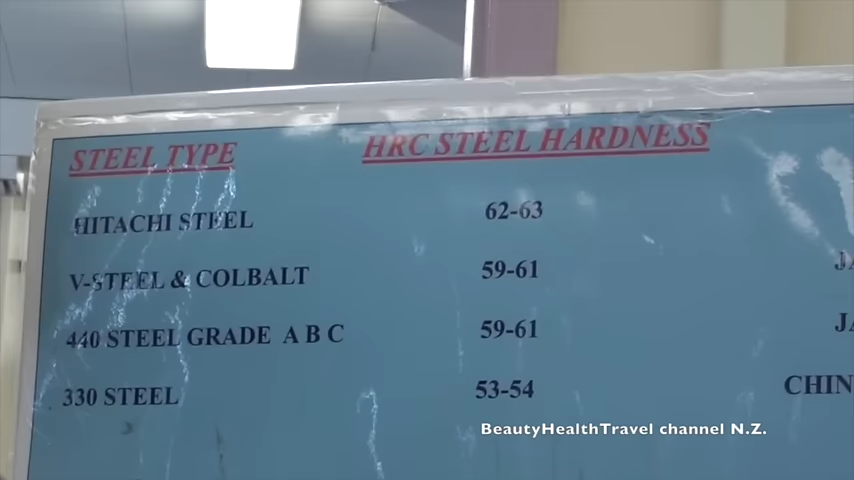 STEEL TYPE HRC STEEL HARDNESS
HITACHI STEEL 62-63
V-STEEL & COLBALT 59-61
440 STEEL GRADE A B C 59-61
330 STEEL 53-54
BeautyHealthTravel channel N.Z.